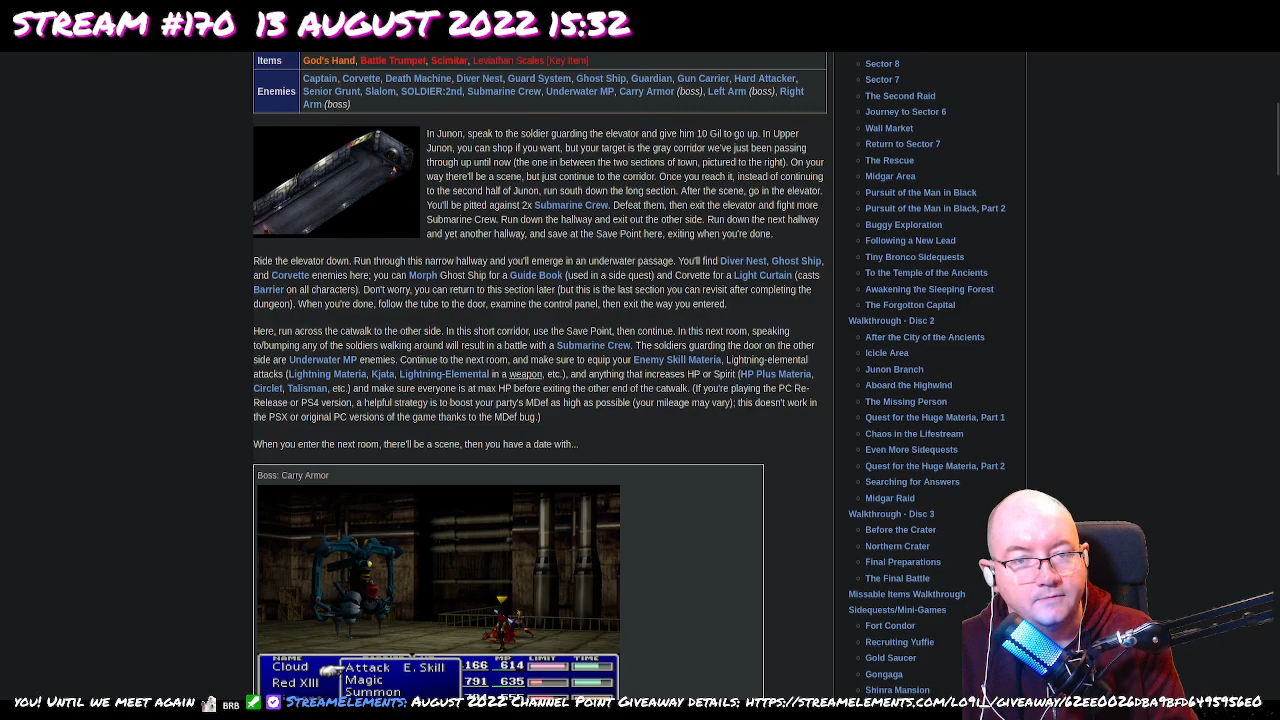 STREAM #170 13 AUGUST 2022 15:32
Items God's Hand, Battle Trumpet, Scimitar, Leviathan Scales [Key Item]
Enemies Captain, Corvette, Death Machine, Diver Nest, Guard System, Ghost Ship, Guardian, Gun Carrier, Hard Attacker,
Senior Grunt, Slalom, SOLDIER:2nd, Submarine Crew, Underwater MP, Carry Armor (boss), Left Arm (boss), Right
Arm (boss)
In Junon, speak to the soldier guarding the elevator and give him 10 Gil to go up. In Upper
Junon, you can shop if you want, but your target is the gray corridor we've just been passing
through up until now (the one in between the two sections of town, pictured to the right). On your
way there'll be a scene, but just continue to the corridor. Once you reach it, instead of continuing
to the second half of Junon, run south down the long section. After the scene, go in the elevator.
You'll be pitted against 2x Submarine Crew. Defeat them, then exit the elevator and fight more
Submarine Crew. Run down the hallway and exit out the other side. Run down the next hallway
and yet another hallway, and save at the Save Point here, exiting when you're done.
Ride the elevator down. Run through this narrow hallway and you'll emerge in an underwater passage. You'll find Diver Nest, Ghost Ship,
and Corvette enemies here; you can Morph Ghost Ship for a Guide Book (used in a side quest) and Corvette for a Light Curtain (casts
Barrier on all characters). Don't worry, you can return to this section later (but this is the last section you can revisit after completing the
dungeon). When you're done, follow the tube to the door, examine the control panel, then exit the way you entered.
Here, run across the catwalk to the other side. In this short corridor, use the Save Point, then continue. In this next room, speaking
to/bumping any of the soldiers walking around will result in a battle with a Submarine Crew. The soldiers guarding the door on the other
side are Underwater MP enemies. Continue to the next room, and make sure to equip your Enemy Skill Materia, Lightning-elemental
attacks (Lightning Materia, Kjata, Lightning-Elemental in a weapon, etc.), and anything that increases HP or Spirit (HP Plus Materia,
Circlet, Talisman, etc.) and make sure everyone is at max HP before exiting the other end of the catwalk. (If you're playing the PC Re-
Release or PS4 version, a helpful strategy is to boost your party's MDef as high as possible (your mileage may vary); this doesn't work in
the PSX or original PC versions of the game thanks to the MDef bug.)
When you enter the next room, there'll be a scene, then you have a date with...
Boss: Carry Armor
NAME LIMIT TIME
Cloud Attack E.Skill 166 614
Red XIII Magic 791 635
Summon
Sector 8
Sector 7
The Second Raid
Journey to Sector 6
Wall Market
Return to Sector 7
The Rescue
Midgar Area
Pursuit of the Man in Black
Pursuit of the Man in Black, Part 2
Buggy Exploration
Following a New Lead
Tiny Bronco Sidequests
To the Temple of the Ancients
Awakening the Sleeping Forest
The Forgotton Capital
Walkthrough - Disc 2
After the City of the Ancients
Icicle Area
Junon Branch
Aboard the Highwind
The Missing Person
Quest for the Huge Materia, Part 1
Chaos in the Lifestream
Even More Sidequests
Quest for the Huge Materia, Part 2
Searching for Answers
Midgar Raid
Walkthrough - Disc 3
Before the Crater
Northern Crater
Final Preparations
The Final Battle
Missable Items Walkthrough
Sidequests/Mini-Games
Fort Condor
Recruiting Yuffie
Gold Saucer
Gongaga
Shinra Mansion
you! Until we meet again BRB StreamElements: August 2022 Channel Point Giveaway details: